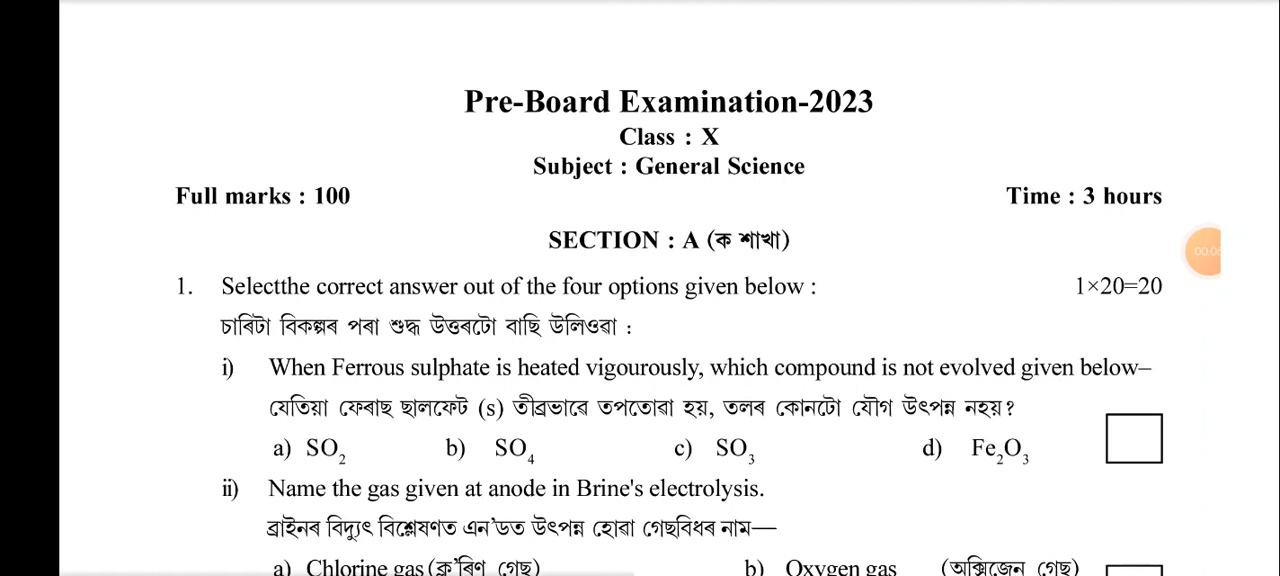 Pre-Board Examination-2023
Class : X
Subject : General Science
Full marks : 100 Time : 3 hours
SECTION : A (ক শাখা)
1. Selectthe correct answer out of the four options given below : 1×20=20
চাৰিটা বিকল্পৰ পৰা শুদ্ধ উত্তৰটো বাছি উলিওৱা :
i) When Ferrous sulphate is heated vigourously, which compound is not evolved given below–
যেতিয়া ফেৰাছ ছালফেট (s) তীব্ৰভাৱে তপতোৱা হয়, তলৰ কোনটো যৌগ উৎপন্ন নহয়?
a) SO₂ b) SO₄ c) SO₃ d) Fe₂O₃
ii) Name the gas given at anode in Brine's electrolysis.
ব্ৰাইনৰ বিদ্যুৎ বিশ্লেষণত এন'ডত উৎপন্ন হোৱা গেছবিধৰ নাম—
a) Chlorine gas (ক্ল'ৰিণ গেছ) b) Oxygen gas (অক্সিজেন গেছ)